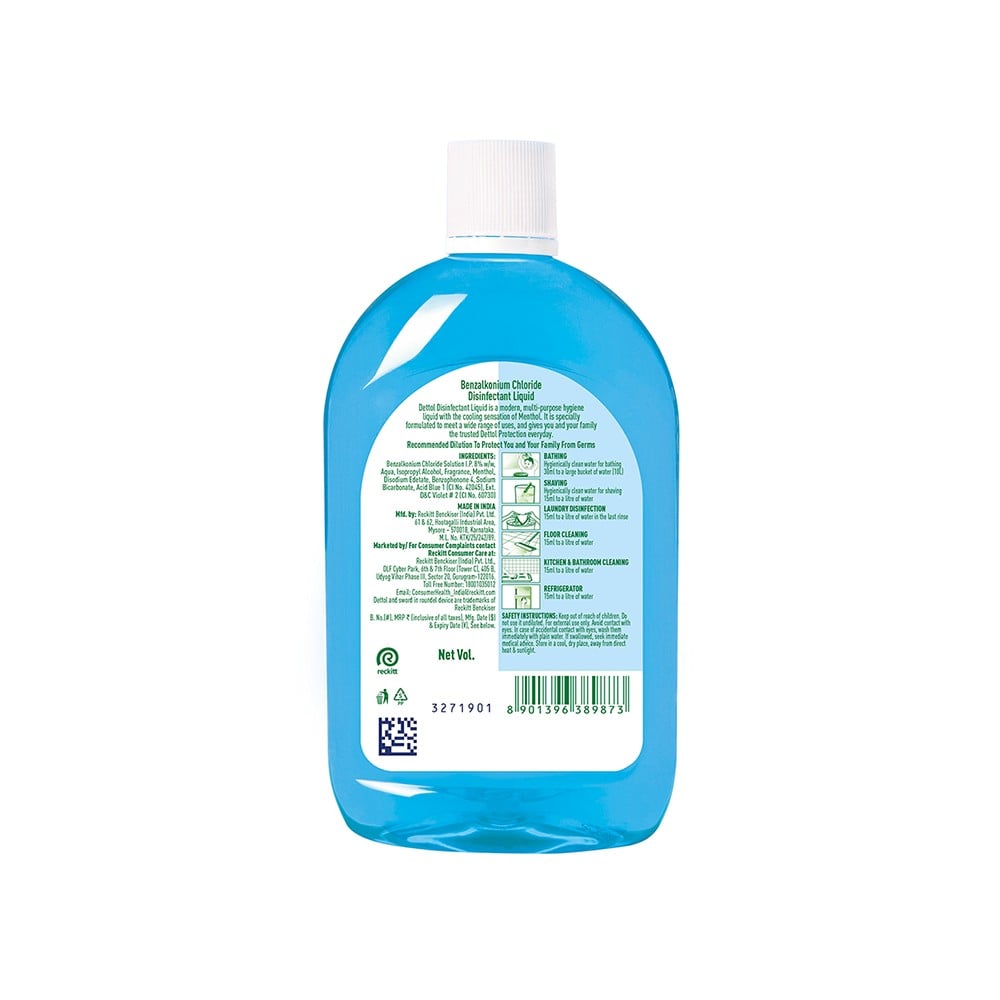 Benzalkonium Chloride
Disinfectant Liquid
Dettol Disinfectant Liquid is a modern, multi-purpose hygiene
liquid with the cooling sensation of Menthol. It is specially
formulated to meet a wide range of uses, and gives you and your family
the trusted Dettol Protection everyday.
Recommended Dilution To Protect You and Your Family From Germs
INGREDIENTS:
Benzalkonium Chloride Solution I.P. 8% w/w,
Aqua, Isopropyl Alcohol, Fragrance, Menthol,
Disodium Edetate, Benzophenone 4, Sodium
Bicarbonate, Acid Blue 1 (CI No. 42045), Ext.
D&C Violet # 2 (CI No. 60730)
MADE IN INDIA
Mfd. by: Reckitt Benckiser (India) Pvt. Ltd.
61 & 62, Hootagalli Industrial Area,
Mysore - 570018, Karnataka.
M.L. No. KTK/25/242/89.
Marketed by/ For Consumer Complaints contact
Reckitt Consumer Care at:
Reckitt Benckiser (India) Pvt. Ltd.,
DLF Cyber Park, 6th & 7th Floor (Tower C), 405 B,
Udyog Vihar Phase III, Sector 20, Gurugram-122016.
Toll Free Number: 18001035012
Email: ConsumerHealth_India@reckitt.com
Dettol and sword in roundel device are trademarks of
Reckitt Benckiser
B. No.(#), MRP ₹ (inclusive of all taxes), Mfg. Date ($)
& Expiry Date (¥), See below.
BATHING
Hygienically clean water for bathing
30ml to a large bucket of water (10L)
SHAVING
Hygienically clean water for shaving
15ml to a litre of water
LAUNDRY DISINFECTION
15ml to a litre of water in the last rinse
FLOOR CLEANING
15ml to a litre of water
KITCHEN & BATHROOM CLEANING
15ml to a litre of water
REFRIGERATOR
15ml to a litre of water
SAFETY INSTRUCTIONS: Keep out of reach of children. Do
not use it undiluted. For external use only. Avoid contact with
eyes. In case of accidental contact with eyes, wash them
immediately with plain water. If swallowed, seek immediate
medical advice. Store in a cool, dry place, away from direct
heat & sunlight.
Net Vol.
reckitt
5
PP
3271901
8 901396 389873